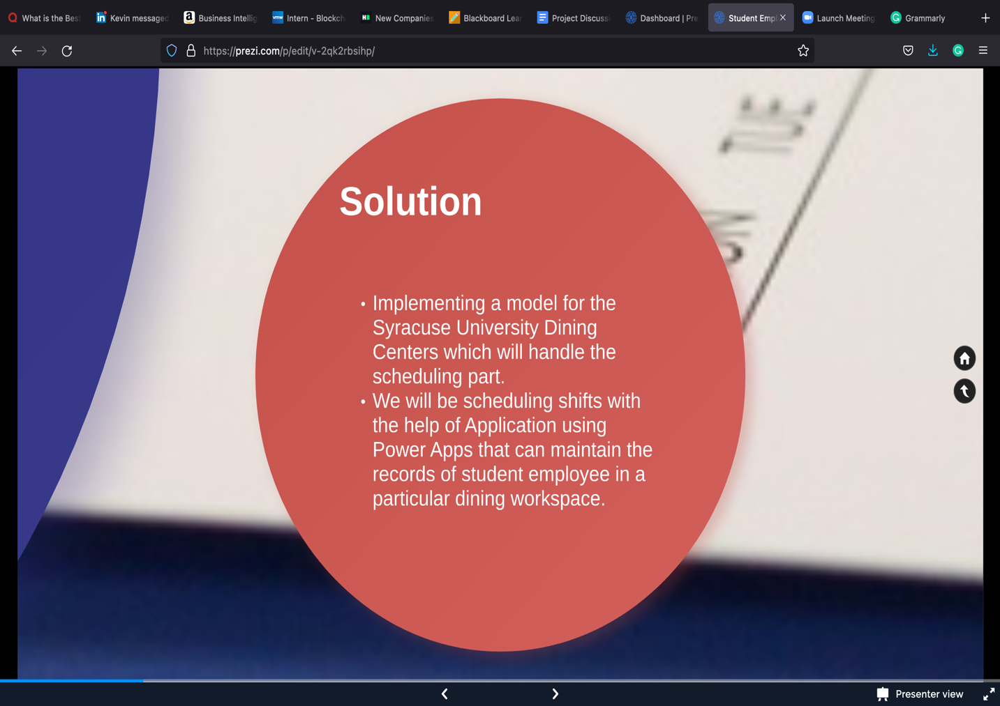 What is the Best
Kevin messaged
Business Intellig
Intern - Blockch
New Companies
Blackboard Lear
Project Discussi
Dashboard | Pre
Student Empl
Launch Meeting
Grammarly
https://prezi.com/p/edit/v-2qk2rbsihp/
TUE
Solution
• Implementing a model for the
Syracuse University Dining
Centers which will handle the
scheduling part.
• We will be scheduling shifts with
the help of Application using
Power Apps that can maintain the
records of student employee in a
particular dining workspace.
Presenter view